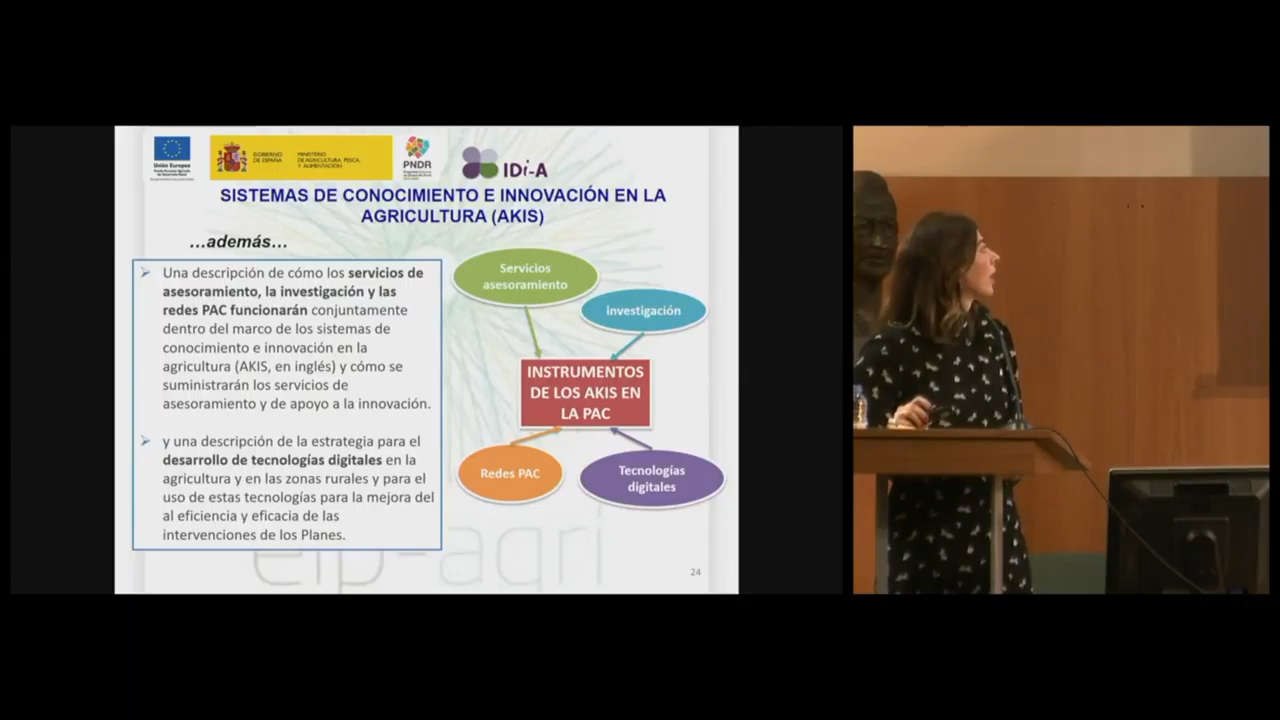 Unión Europea
GOBIERNO
DE ESPAÑA
MINISTERIO
DE AGRICULTURA, PESCA,
Y ALIMENTACIÓN
PNDR
IDi-A
SISTEMAS DE CONOCIMIENTO E INNOVACIÓN EN LA
AGRICULTURA (AKIS)
...además...
Una descripción de cómo los servicios de
asesoramiento, la investigación y las
redes PAC funcionarán conjuntamente
dentro del marco de los sistemas de
conocimiento e innovación en la
agricultura (AKIS, en inglés) y cómo se
suministrarán los servicios de
asesoramiento y de apoyo a la innovación.
y una descripción de la estrategia para el
desarrollo de tecnologías digitales en la
agricultura y en las zonas rurales y para el
uso de estas tecnologías para la mejora del
al eficiencia y eficacia de las
intervenciones de los Planes.
Servicios
asesoramiento
investigación
INSTRUMENTOS
DE LOS AKIS EN
LA PAC
Redes PAC
Tecnologías
digitales
eip-agri
24